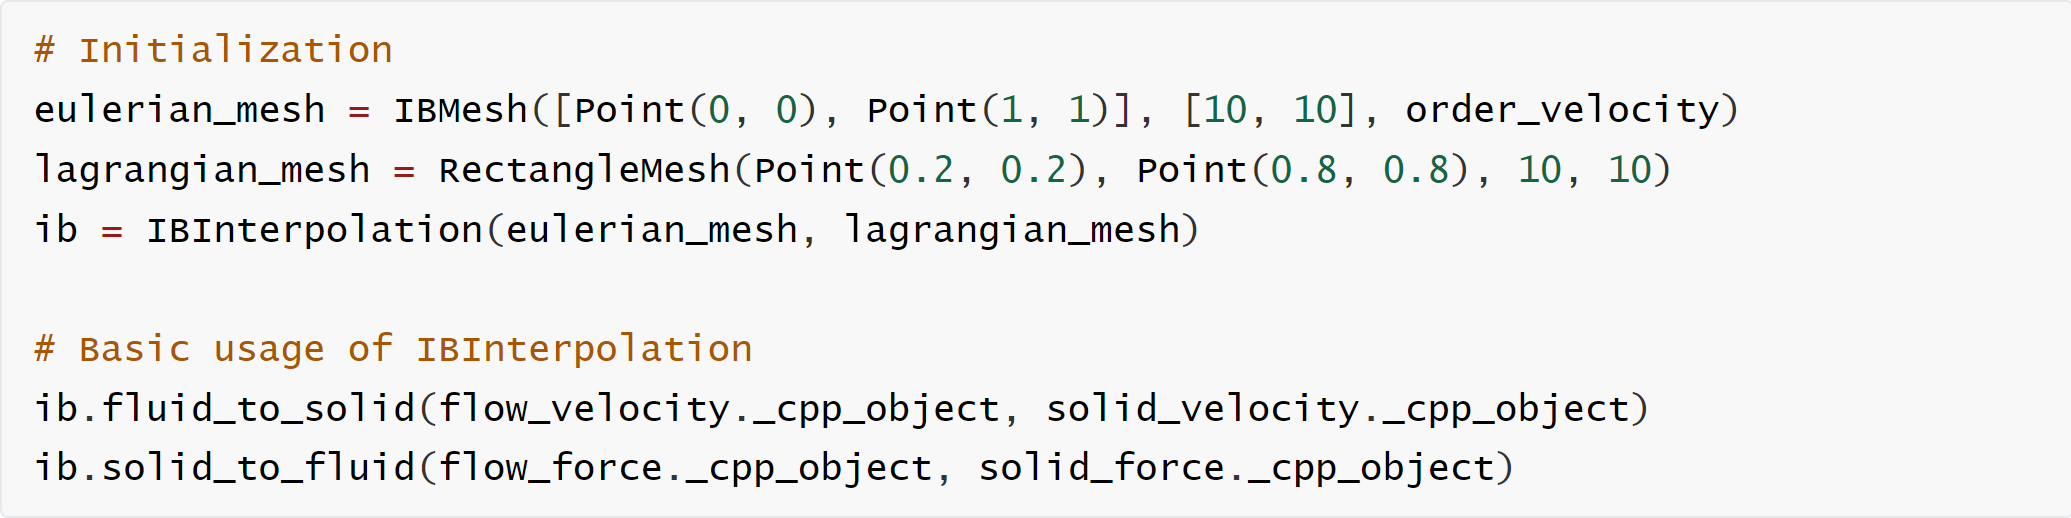 # Initialization
eulerian_mesh = IBMesh([Point(0, 0), Point(1, 1)], [10, 10], order_velocity)
lagrangian_mesh = RectangleMesh(Point(0.2, 0.2), Point(0.8, 0.8), 10, 10)
ib = IBInterpolation(eulerian_mesh, lagrangian_mesh)
# Basic usage of IBInterpolation
ib.fluid_to_solid(flow_velocity._cpp_object, solid_velocity._cpp_object)
ib.solid_to_fluid(flow_force._cpp_object, solid_force._cpp_object)